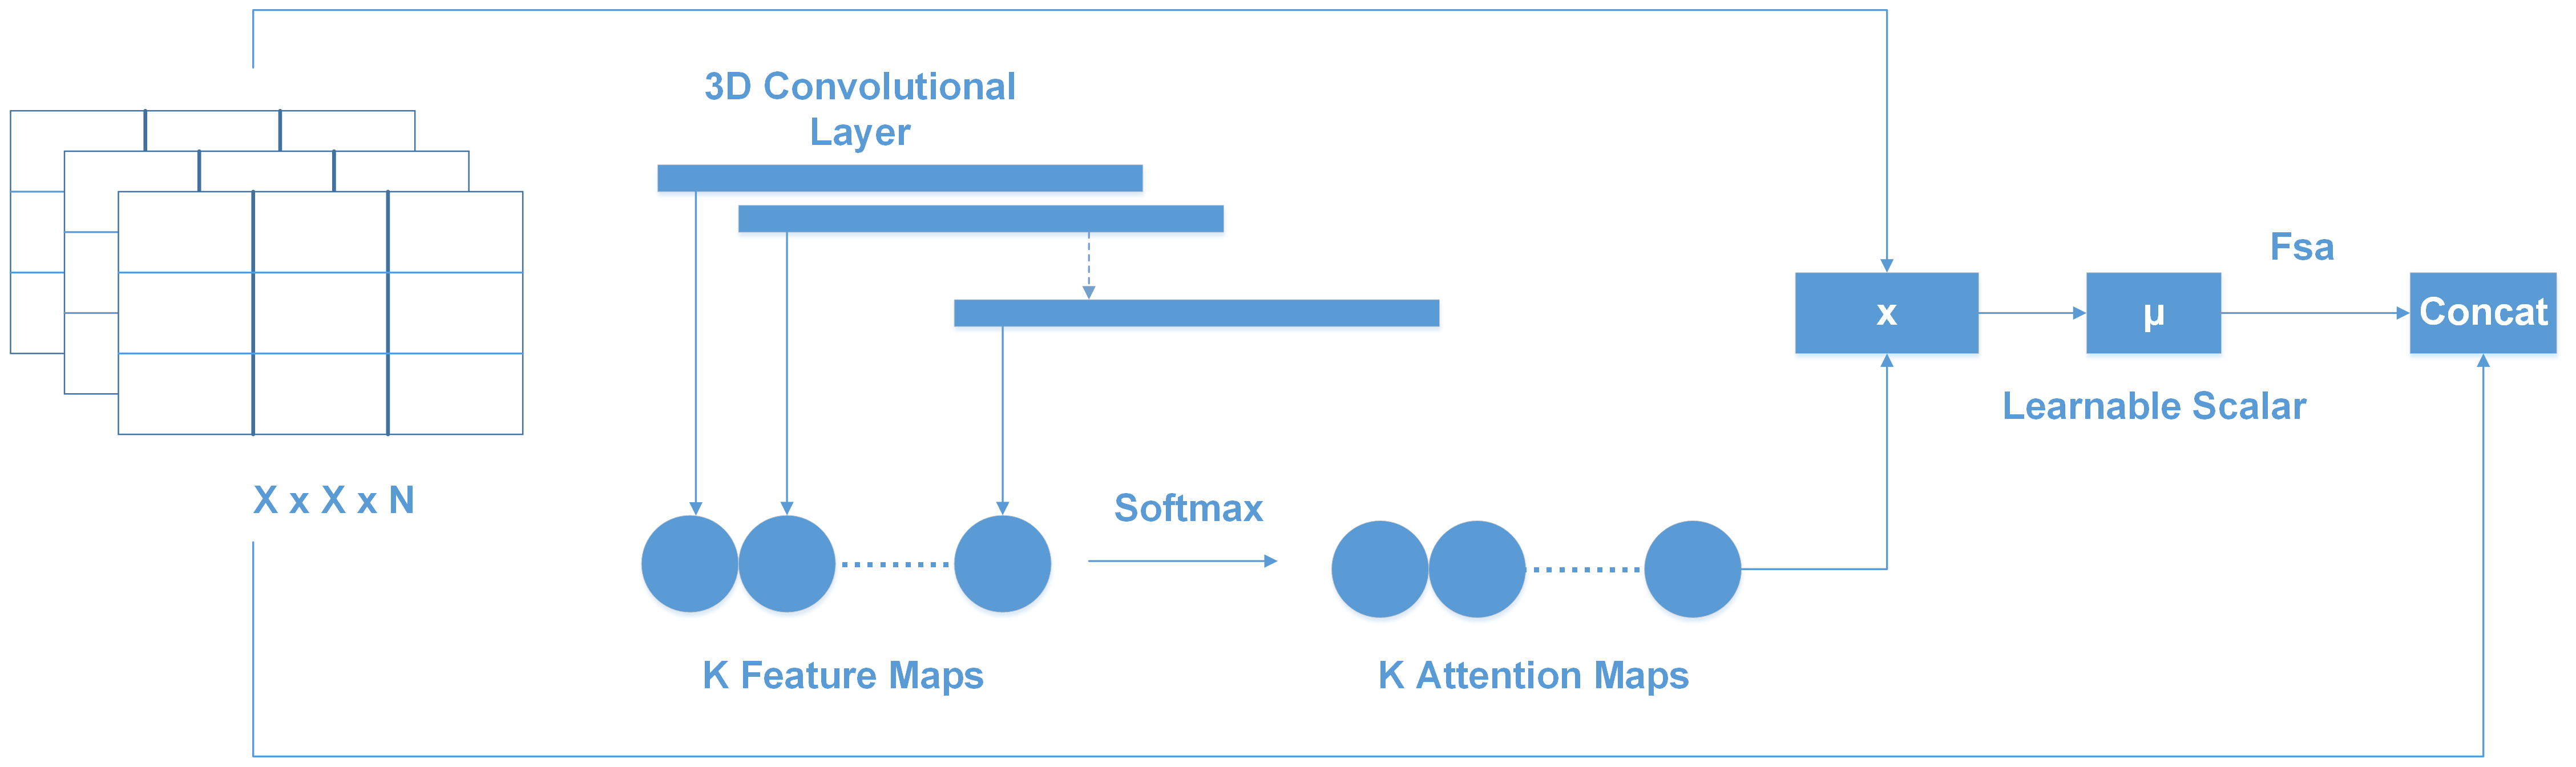 3D Convolutional
Layer
Fsa
x
µ
Concat
Learnable Scalar
X x X x N
Softmax
K Feature Maps
K Attention Maps